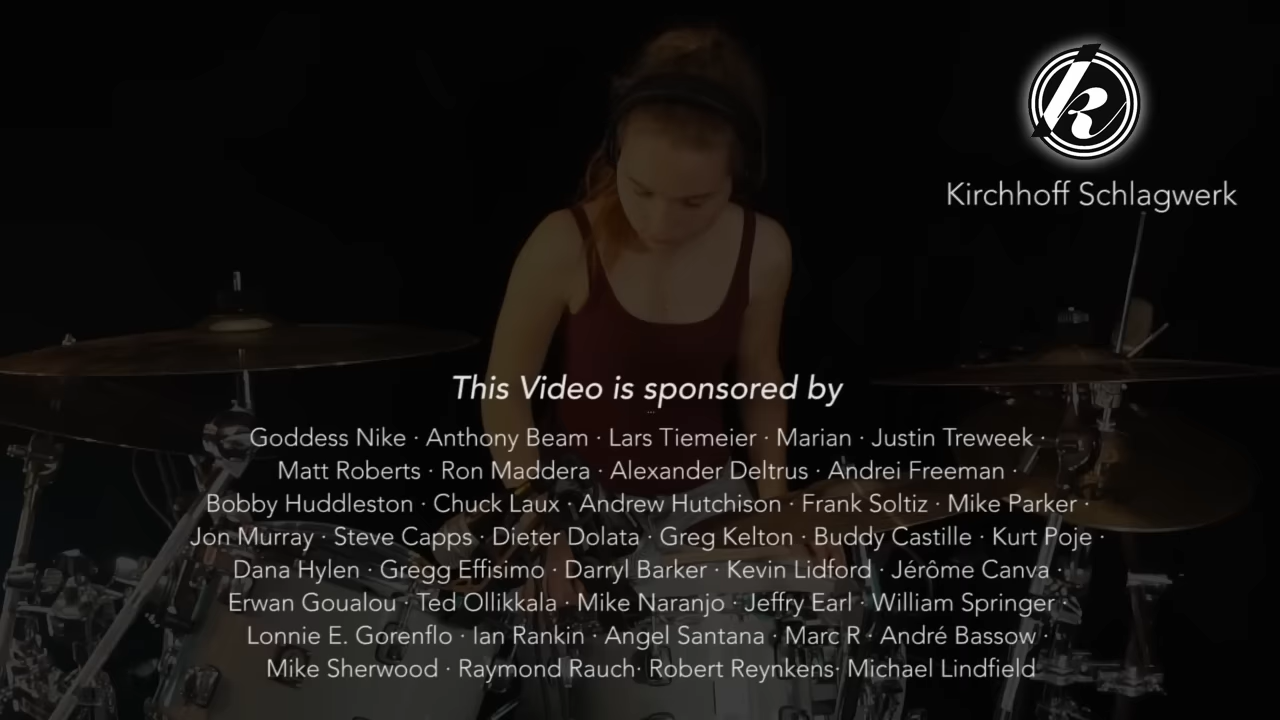 k
Kirchhoff Schlagwerk
This Video is sponsored by
...
Goddess Nike · Anthony Beam · Lars Tiemeier · Marian · Justin Treweek ·
Matt Roberts · Ron Maddera · Alexander Deltrus · Andrei Freeman ·
Bobby Huddleston · Chuck Laux · Andrew Hutchison · Frank Soltiz · Mike Parker ·
Jon Murray · Steve Capps · Dieter Dolata · Greg Kelton · Buddy Castille · Kurt Poje ·
Dana Hylen · Gregg Effisimo · Darryl Barker · Kevin Lidford · Jérôme Canva ·
Erwan Goualou · Ted Ollikkala · Mike Naranjo · Jeffry Earl · William Springer ·
Lonnie E. Gorenflo · Ian Rankin · Angel Santana · Marc R · André Bassow ·
Mike Sherwood · Raymond Rauch· Robert Reynkens· Michael Lindfield